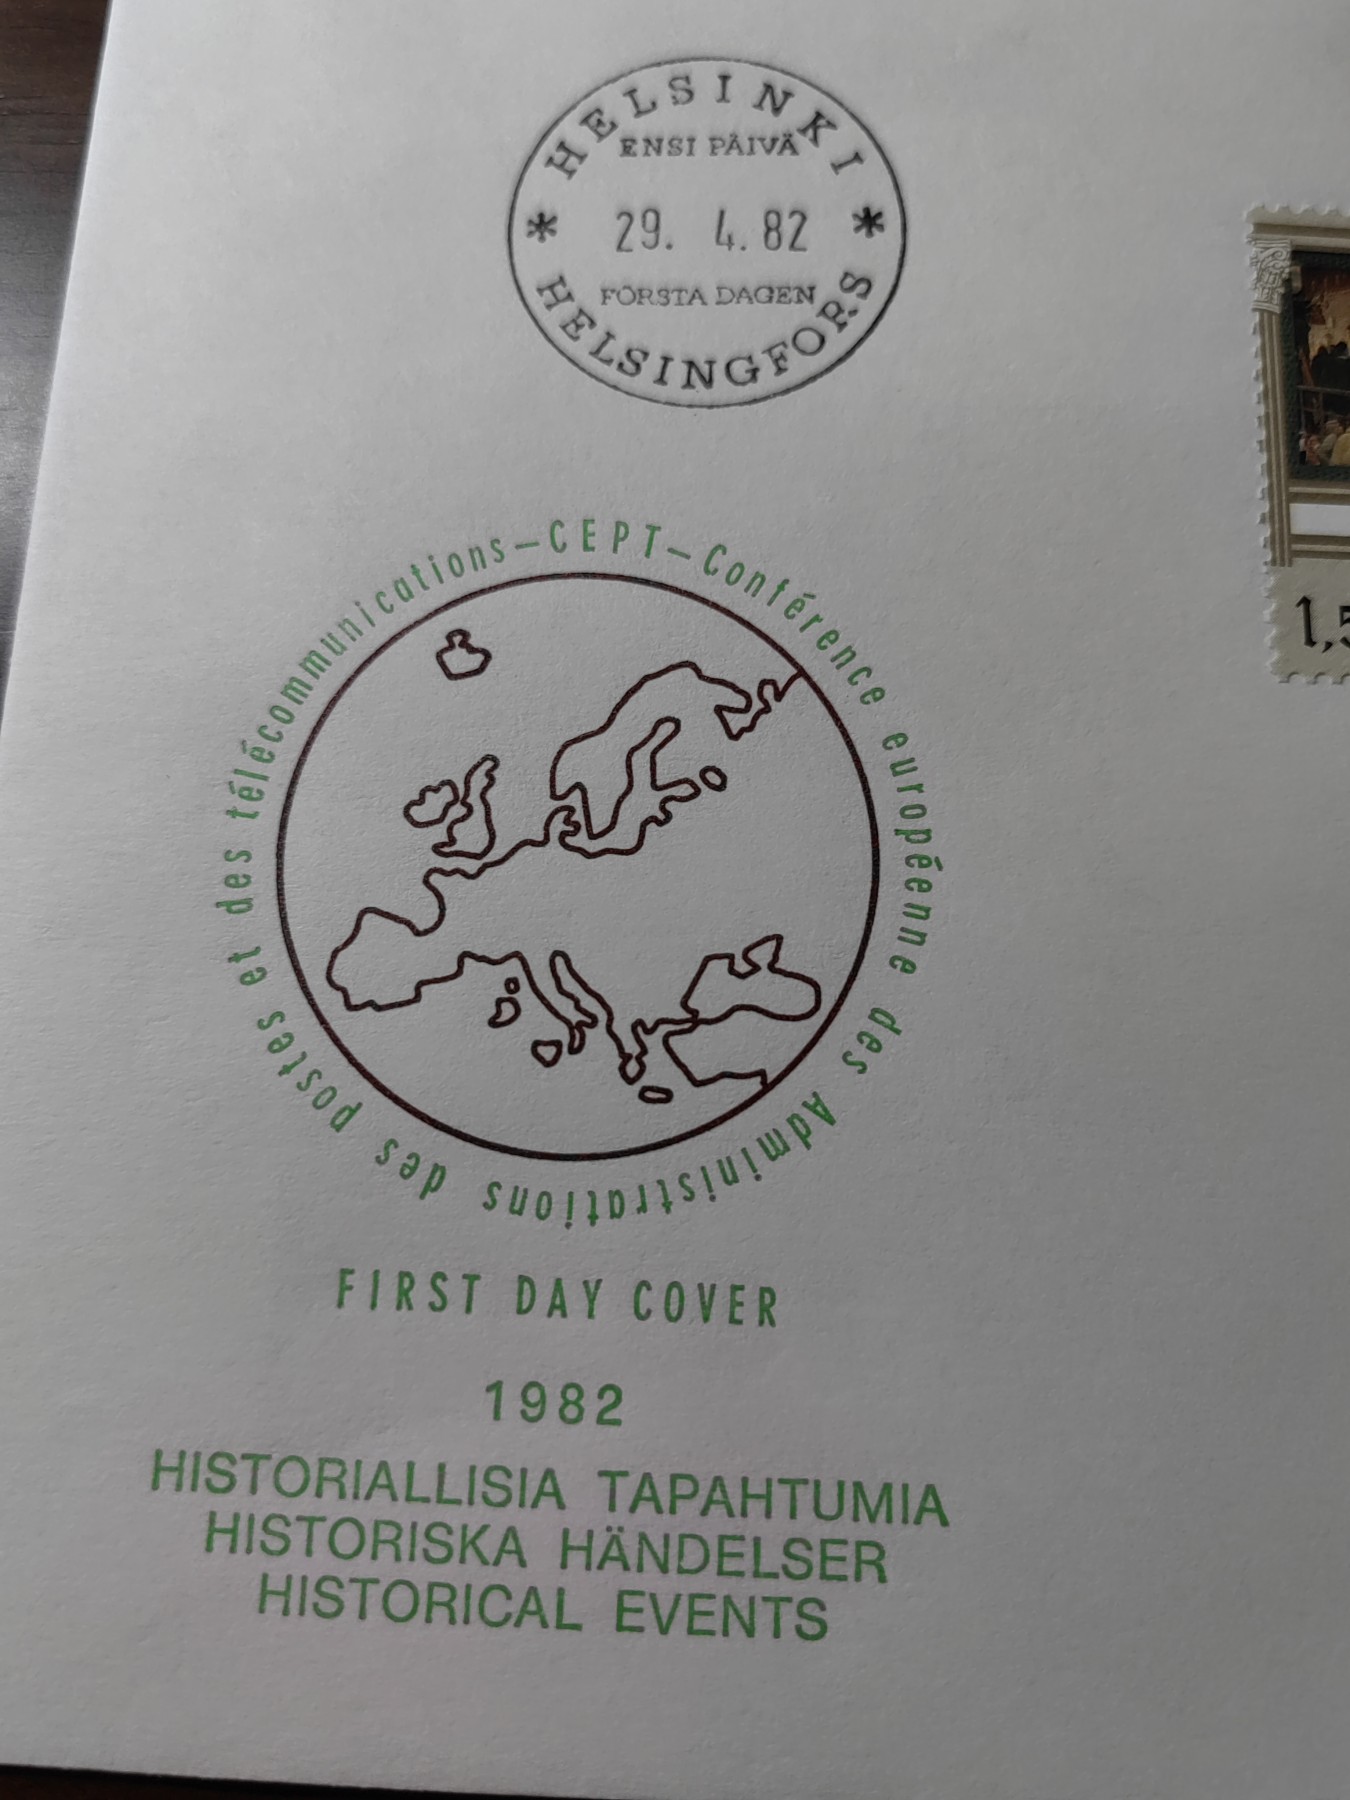 HELSINKI
ENSI PÄIVÄ
* 29. 4. 82 *
FÖRSTA DAGEN
HELSINGFORS
CEPT – Conférence européenne des Administrations des postes et des télécommunications –
FIRST DAY COVER
1982
HISTORIALLISIA TAPAHTUMIA
HISTORISKA HÄNDELSER
HISTORICAL EVENTS